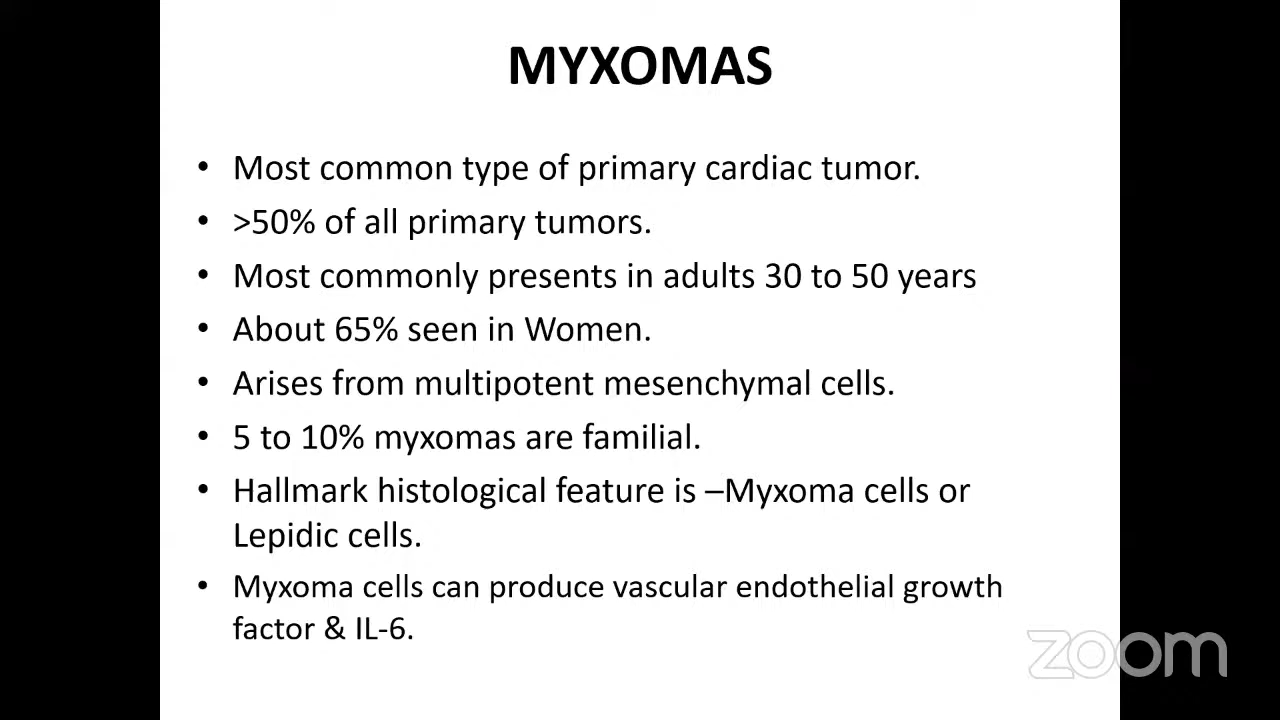 MYXOMAS
• Most common type of primary cardiac tumor.
• >50% of all primary tumors.
• Most commonly presents in adults 30 to 50 years
• About 65% seen in Women.
• Arises from multipotent mesenchymal cells.
• 5 to 10% myxomas are familial.
• Hallmark histological feature is –Myxoma cells or
Lepidic cells.
• Myxoma cells can produce vascular endothelial growth
factor & IL-6.
zoom